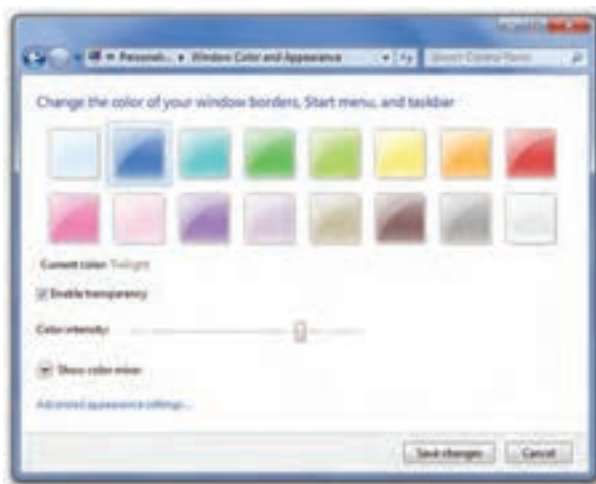 Personali... ▸ Window Color and Appearance
Search Control Panel
Change the color of your window borders, Start menu, and taskbar
Current color: Twilight
Enable transparency
Color intensity:
Show color mixer
Advanced appearance settings...
Save changes Cancel